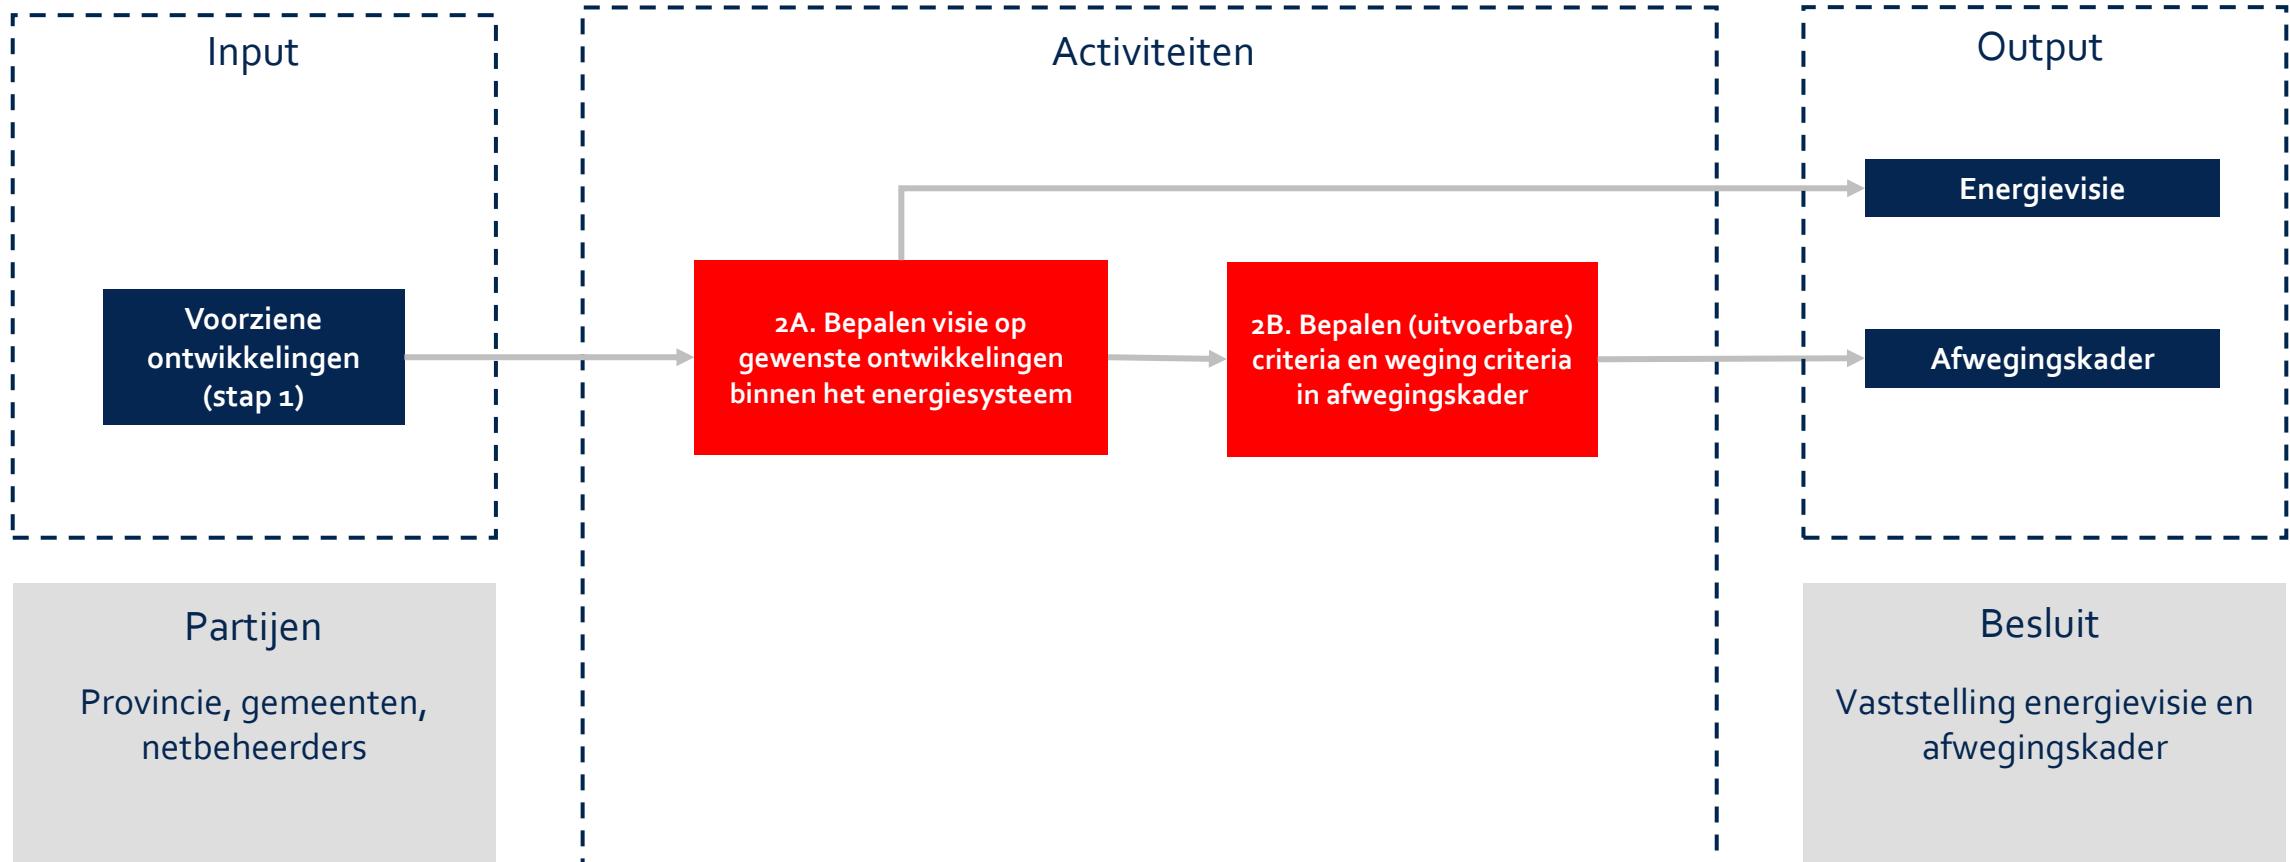 Input
Voorziene
ontwikkelingen
(stap 1)
Partijen
Provincie, gemeenten,
netbeheerders
Activiteiten
2A. Bepalen visie op
gewenste ontwikkelingen
binnen het energiesysteem
2B. Bepalen (uitvoerbare)
criteria en weging criteria
in afwegingskader
Output
Energievisie
Afwegingskader
Besluit
Vaststelling energievisie en
afwegingskader